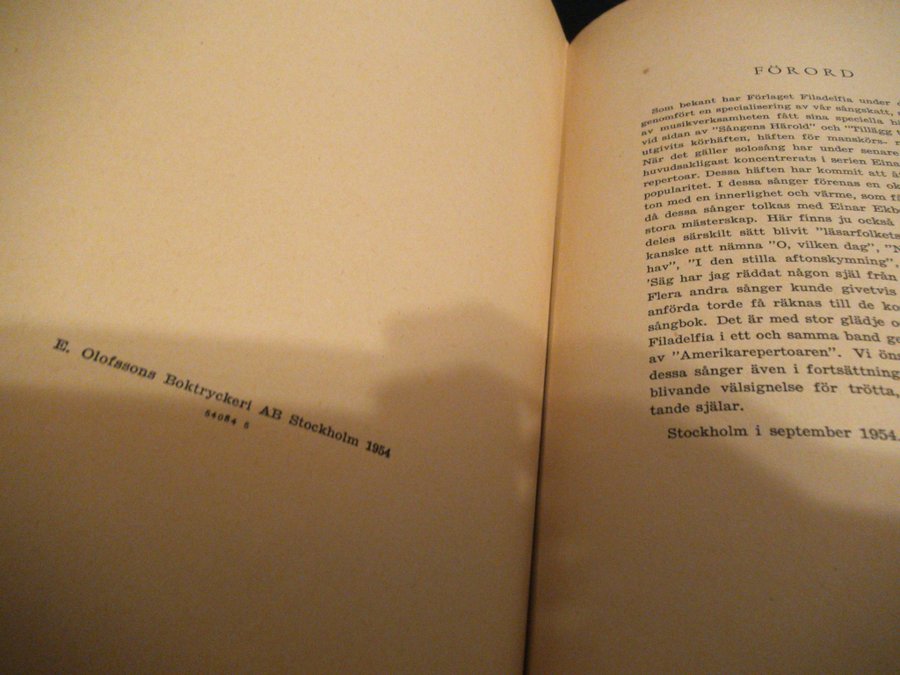 E. Olofssons Boktryckeri AB Stockholm 1954
54084 5
FÖRORD
Som bekant har Förlaget Filadelfia under
genomfört en specialisering av vår sångskatt,
av musikverksamheten fått sina speciella
vid sidan av "Sångens Härold" och "Tillägg
utgivits körhäften, häften för manskörs-
När det gäller solosång har under senare
huvudsakligast koncentrerats i serien Einar
repertoar. Dessa häften har kommit att
popularitet. I dessa sånger förenas en
ton med en innerlighet och värme, som
då dessa sånger tolkas med Einar
stora mästerskap. Här finns ju också
deles särskilt sätt blivit "läsarfolkets
kanske att nämna "O, vilken dag",
hav", "I den stilla aftonskymning",
'Säg har jag räddat någon själ från
Flera andra sånger kunde givetvis
anförda torde få räknas till de
sångbok. Det är med stor glädje
Filadelfia i ett och samma band
av "Amerikarepertoaren". Vi
dessa sånger även i fortsättning
blivande välsignelse för trötta,
tande själar.
Stockholm i september 1954.